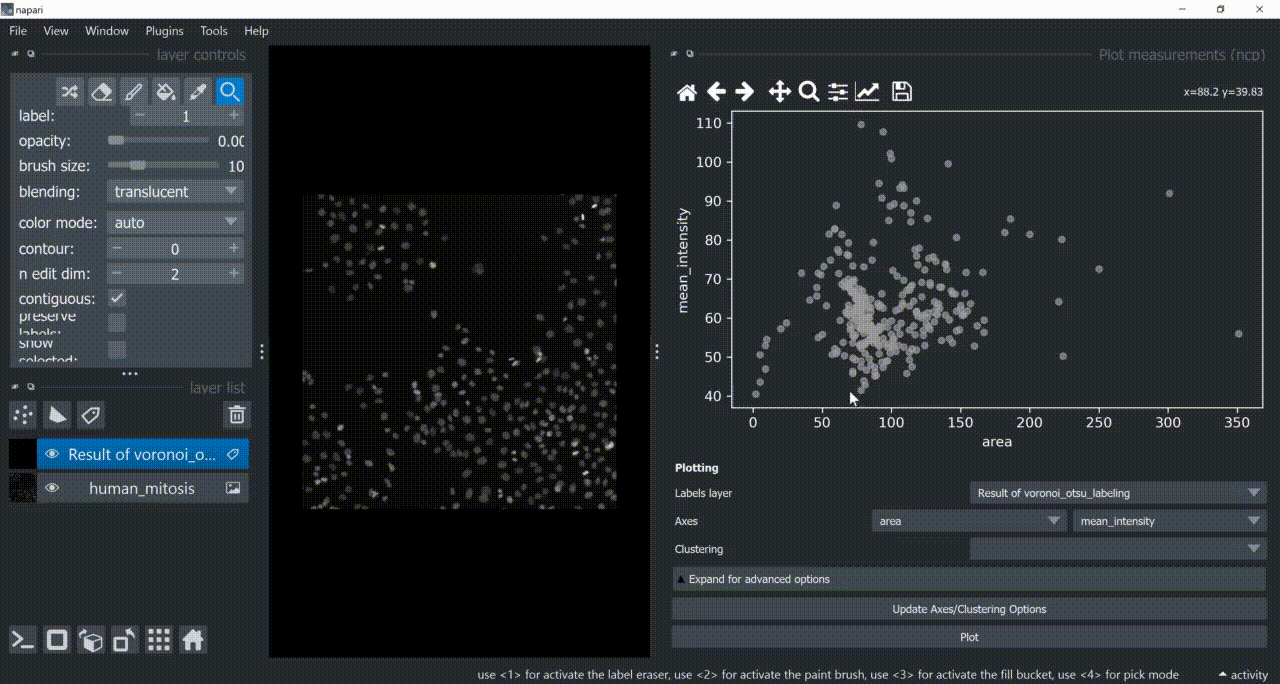 napari
File View Window Plugins Tools Help
layer controls
label: 1
opacity: 0.00
brush size: 10
blending: translucent
color mode: auto
contour: 0
n edit dim: 2
contiguous:
preserve
labels:
show
selected:
layer list
Result of voronoi_o...
human_mitosis
Plot measurements (ncp)
x=88.2 y=39.83
110
100
90
80
70
60
50
40
mean_intensity
0 50 100 150 200 250 300 350
area
Plotting
Labels layer Result of voronoi_otsu_labeling
Axes area mean_intensity
Clustering
Expand for advanced options
Update Axes/Clustering Options
Plot
use <1> for activate the label eraser, use <2> for activate the paint brush, use <3> for activate the fill bucket, use <4> for pick mode
activity